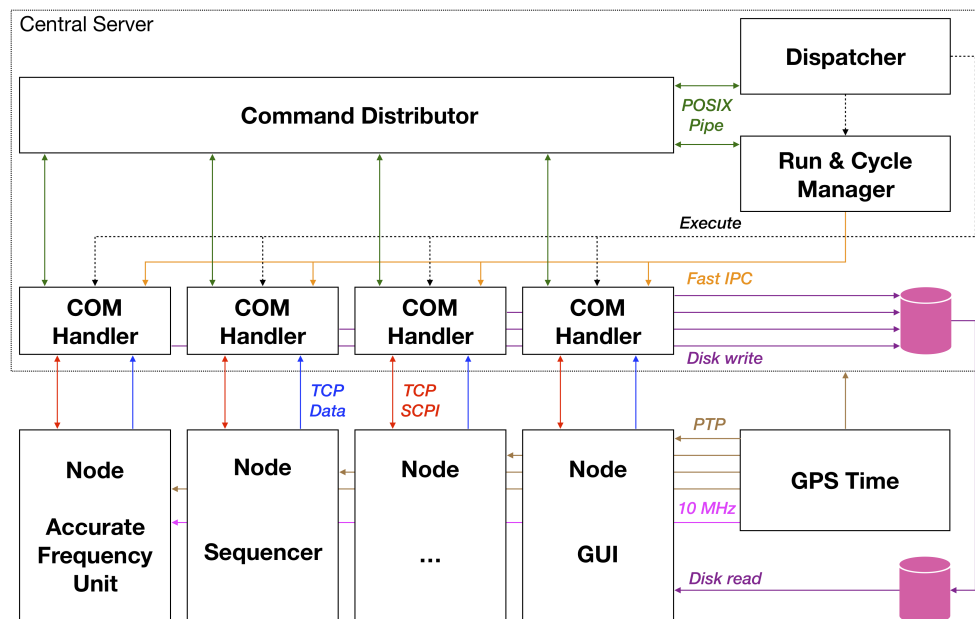 Central Server
Dispatcher
Command Distributor
POSIX
Pipe
Run & Cycle
Manager
Execute
Fast IPC
COM
Handler
COM
Handler
COM
Handler
COM
Handler
Disk write
TCP
Data
TCP
SCPI
PTP
Node
Accurate
Frequency
Unit
Node
Sequencer
Node
...
Node
GUI
GPS Time
10 MHz
Disk read